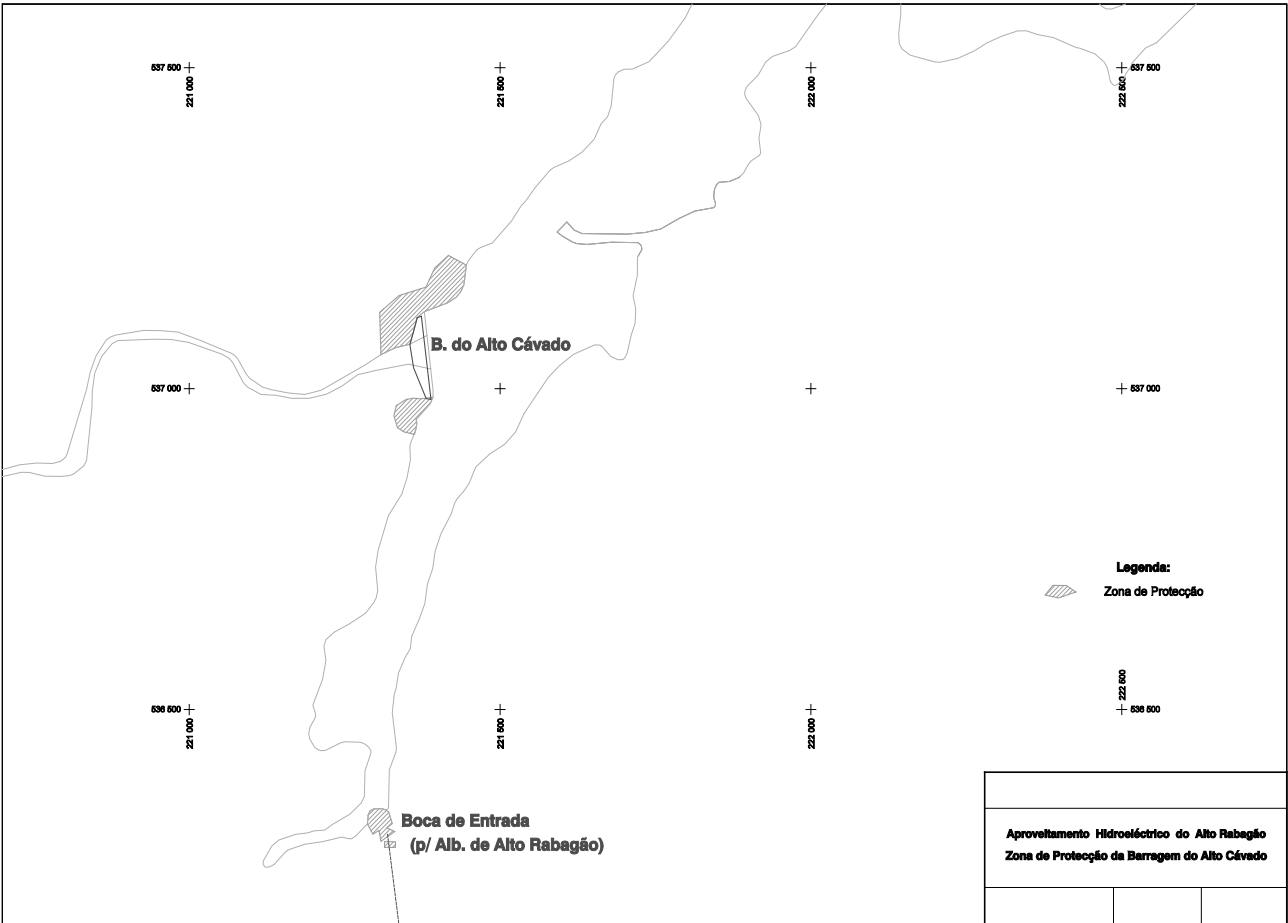 537 500
537 500
221 000
221 500
222 000
222 500
B. do Alto Cávado
537 000
537 000
Legenda:
Zona de Protecção
222 500
536 500
536 500
221 000
221 500
222 000
Boca de Entrada
(p/ Alb. de Alto Rabagão)
Aproveitamento Hidroeléctrico do Alto Rabagão
Zona de Protecção da Barragem do Alto Cávado